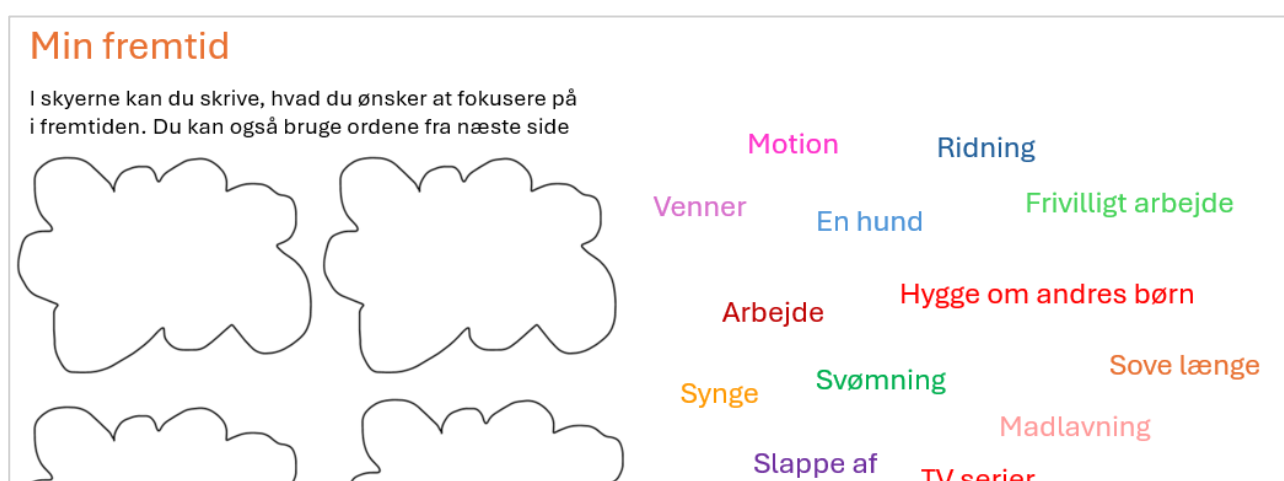 Min fremtid
I skyerne kan du skrive, hvad du ønsker at fokusere på
i fremtiden. Du kan også bruge ordene fra næste side
Motion
Ridning
Venner
En hund
Frivilligt arbejde
Arbejde
Hygge om andres børn
Synge
Svømning
Sove længe
Madlavning
Slappe af
TV serier